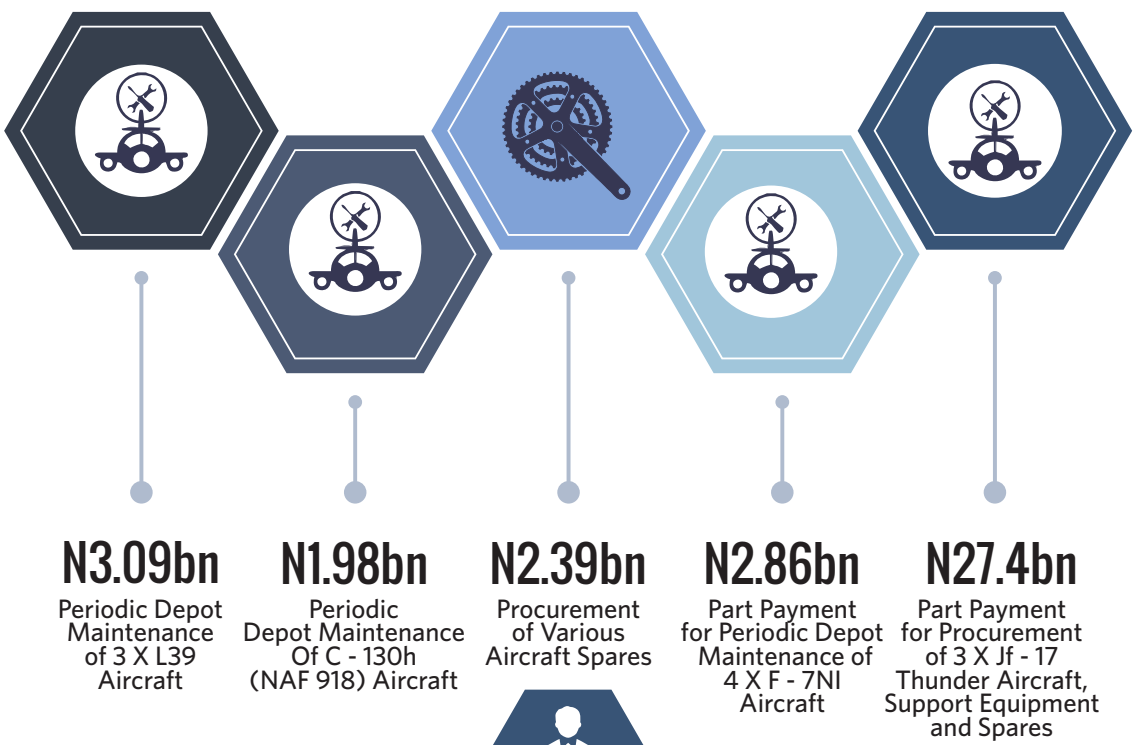 N3.09bn
Periodic Depot
Maintenance
of 3 X L39
Aircraft
N1.98bn
Periodic
Depot Maintenance
Of C - 130h
(NAF 918) Aircraft
N2.39bn
Procurement
of Various
Aircraft Spares
N2.86bn
Part Payment
for Periodic Depot
Maintenance of
4 X F - 7NI
Aircraft
N27.4bn
Part Payment
for Procurement
of 3 X Jf - 17
Thunder Aircraft,
Support Equipment
and Spares